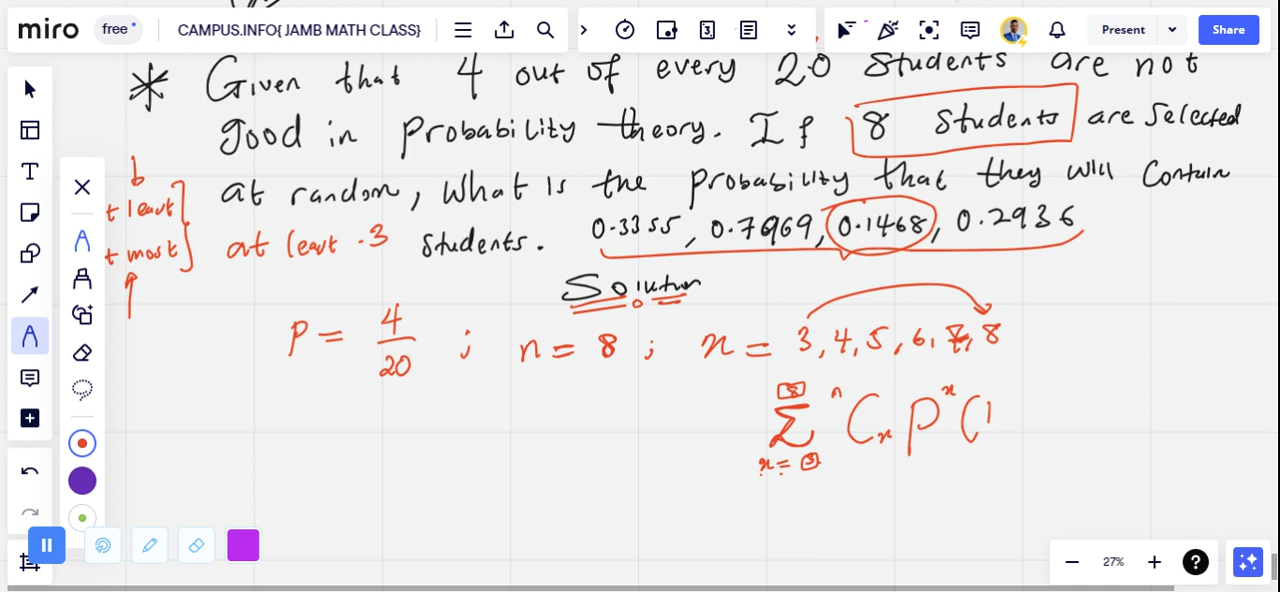 miro free CAMPUS.INFO{ JAMB MATH CLASS} Present Share
* Given that 4 out of every 20 students are not
good in probability theory. If 8 students are selected
at random, what is the probability that they will contain
at least 3 students. 0.3355, 0.7969, 0.1468, 0.2936
b
t least
t most
Solution
P = 4/20 ; n = 8 ; x = 3, 4, 5, 6, 7, 8
8 Σ x = 3 ⁿCₓ pˣ (1
27%